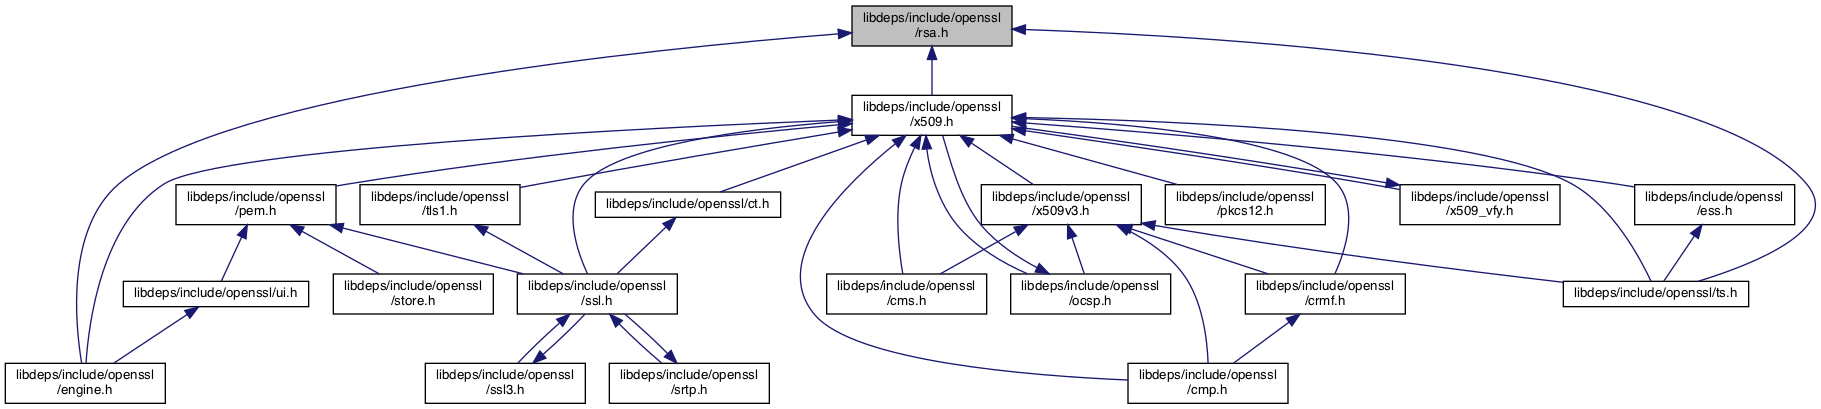 libdeps/include/openssl
/rsa.h
libdeps/include/openssl
/x509.h
libdeps/include/openssl
/pem.h
libdeps/include/openssl
/tls1.h
libdeps/include/openssl/ct.h
libdeps/include/openssl
/x509v3.h
libdeps/include/openssl
/pkcs12.h
libdeps/include/openssl
/x509_vfy.h
libdeps/include/openssl
/ess.h
libdeps/include/openssl/ui.h
libdeps/include/openssl
/store.h
libdeps/include/openssl
/ssl.h
libdeps/include/openssl
/cms.h
libdeps/include/openssl
/ocsp.h
libdeps/include/openssl
/crmf.h
libdeps/include/openssl/ts.h
libdeps/include/openssl
/engine.h
libdeps/include/openssl
/ssl3.h
libdeps/include/openssl
/srtp.h
libdeps/include/openssl
/cmp.h